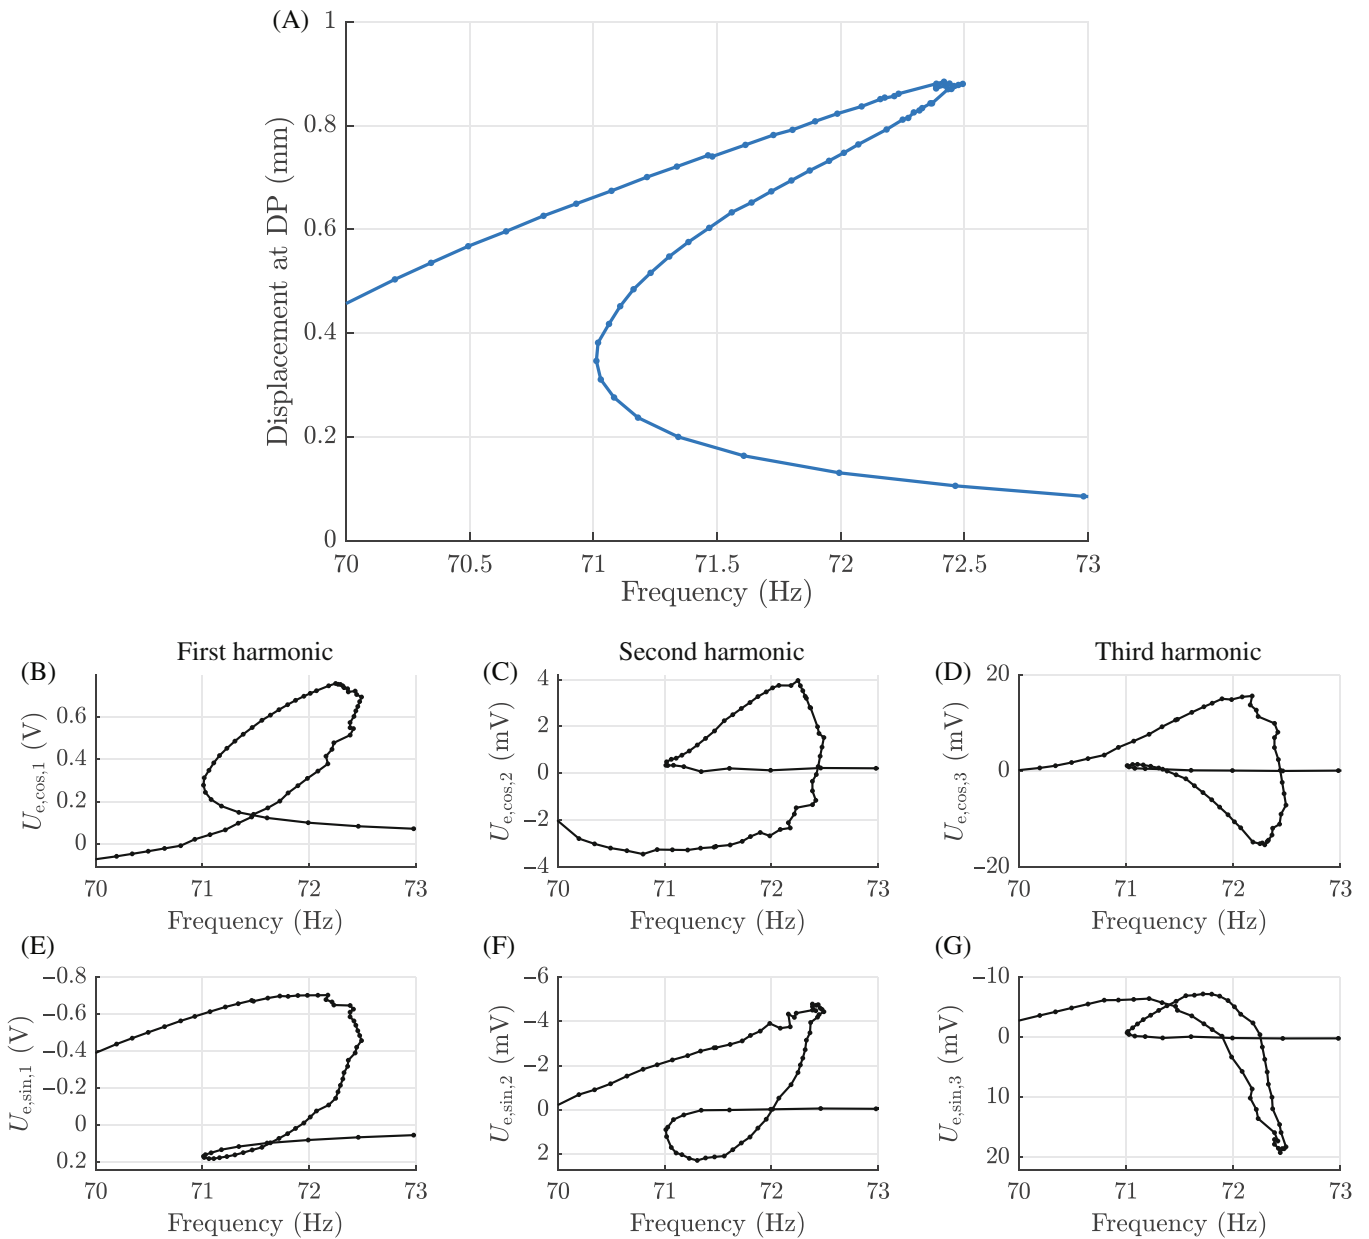 (A)
1
0.8
0.6
0.4
0.2
0
Displacement at DP (mm)
70 70.5 71 71.5 72 72.5 73
Frequency (Hz)
First harmonic Second harmonic Third harmonic
(B)
0.6
0.4
0.2
0
U_{e,cos,1} (V)
70 71 72 73
Frequency (Hz)
(C)
4
2
0
−2
−4
U_{e,cos,2} (mV)
70 71 72 73
Frequency (Hz)
(D)
20
0
−20
U_{e,cos,3} (mV)
70 71 72 73
Frequency (Hz)
(E)
−0.8
−0.6
−0.4
−0.2
0
0.2
U_{e,sin,1} (V)
70 71 72 73
Frequency (Hz)
(F)
−6
−4
−2
0
2
U_{e,sin,2} (mV)
70 71 72 73
Frequency (Hz)
(G)
−10
0
10
20
U_{e,sin,3} (mV)
70 71 72 73
Frequency (Hz)